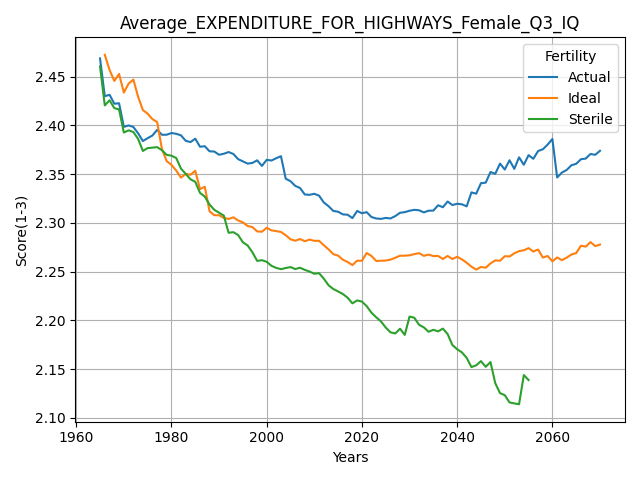 Average_EXPENDITURE_FOR_HIGHWAYS_Female_Q3_IQ
Score(1-3)
2.45
2.40
2.35
2.30
2.25
2.20
2.15
2.10
Fertility
Actual
Ideal
Sterile
1960
1980
2000
2020
2040
2060
Years